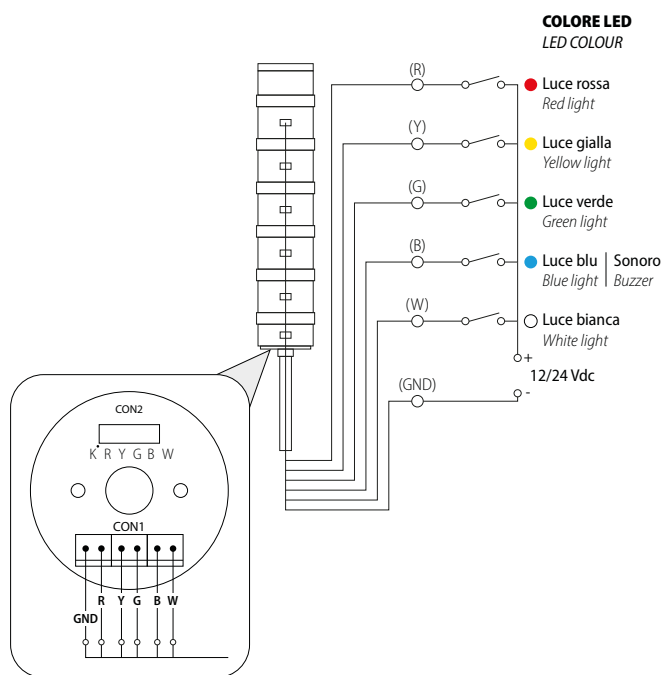 COLORE LED
LED COLOUR
(R)
Luce rossa
Red light
(Y)
Luce gialla
Yellow light
(G)
Luce verde
Green light
(B)
Luce blu | Sonoro
Blue light | Buzzer
(W)
Luce bianca
White light
+
12/24 Vdc
(GND)
-
CON2
K R Y G B W
CON1
R Y G B W
GND